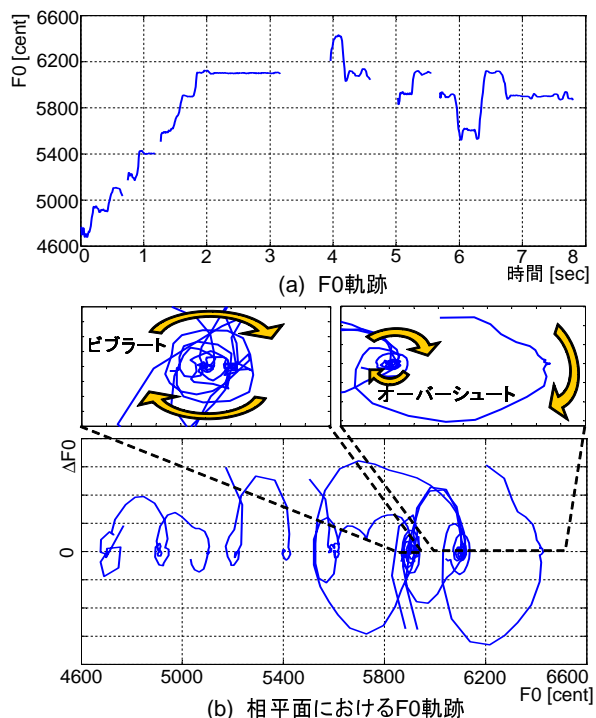 F0 [cent]
6600
6200
5800
5400
5000
4600
0 1 2 3 4 5 6 7 8
時間 [sec]
(a) F0軌跡
ビブラート
オーバーシュート
ΔF0
0
4600 5000 5400 5800 6200 6600
F0 [cent]
(b) 相平面におけるF0軌跡